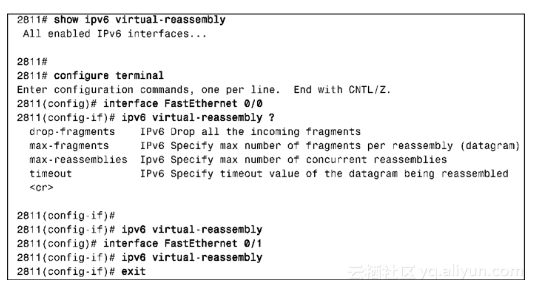 2811# show ipv6 virtual-reassembly
All enabled IPv6 interfaces...
2811#
2811# configure terminal
Enter configuration commands, one per line.  End with CNTL/Z.
2811(config)# interface FastEthernet 0/0
2811(config-if)# ipv6 virtual-reassembly ?
drop-fragments    IPv6 Drop all the incoming fragments
max-fragments     IPv6 Specify max number of fragments per reassembly (datagram)
max-reassemblies  IPv6 Specify max number of concurrent reassemblies
timeout           IPv6 Specify timeout value of the datagram being reassembled
<cr>
2811(config-if)#
2811(config-if)# ipv6 virtual-reassembly
2811(config)# interface FastEthernet 0/1
2811(config-if)# ipv6 virtual-reassembly
2811(config-if)# exit
云栖社区 yq.aliyun.com